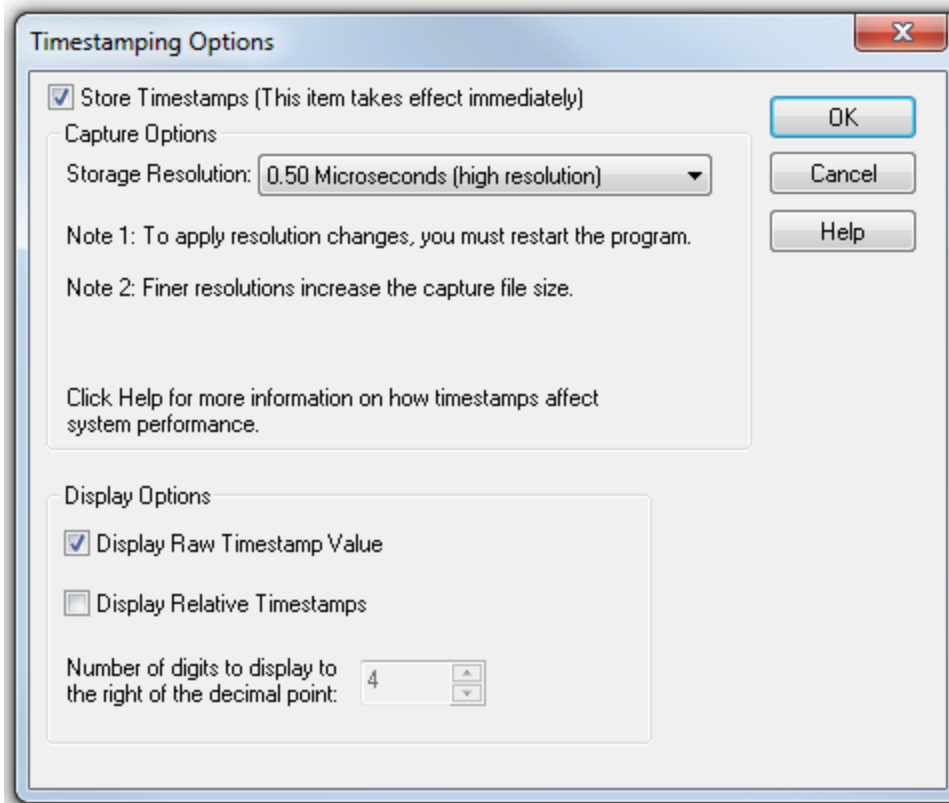 Timestamping Options
Store Timestamps (This item takes effect immediately)
OK
Capture Options
Storage Resolution: 0.50 Microseconds (high resolution)
Cancel
Note 1: To apply resolution changes, you must restart the program.
Help
Note 2: Finer resolutions increase the capture file size.
Click Help for more information on how timestamps affect
system performance.
Display Options
Display Raw Timestamp Value
Display Relative Timestamps
Number of digits to display to
the right of the decimal point: 4